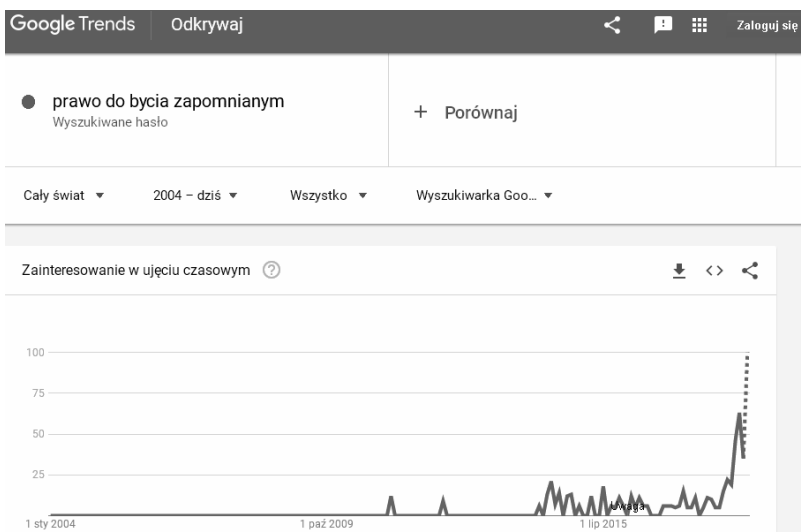 Google Trends Odkrywaj Zaloguj się
prawo do bycia zapomnianym
Wyszukiwane hasło
+ Porównaj
Cały świat 2004 – dziś Wszystko Wyszukiwarka Goo...
Zainteresowanie w ujęciu czasowym
100
75
50
25
Uwaga
1 sty 2004 1 paź 2009 1 lip 2015